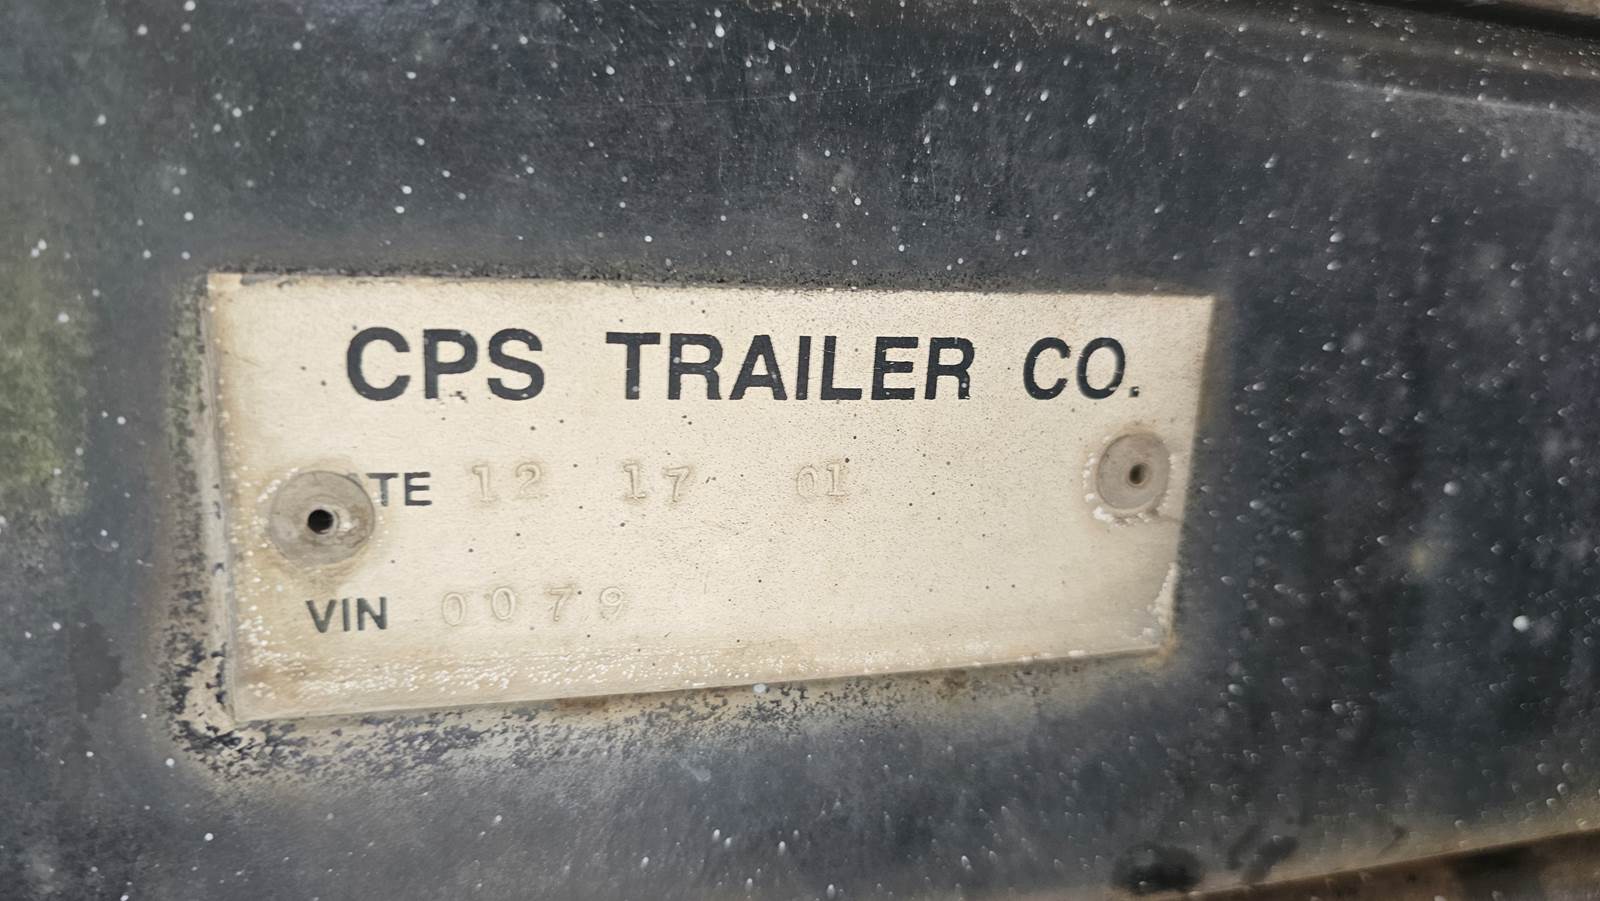 CPS TRAILER CO.
TE 12 17 01
VIN 0079